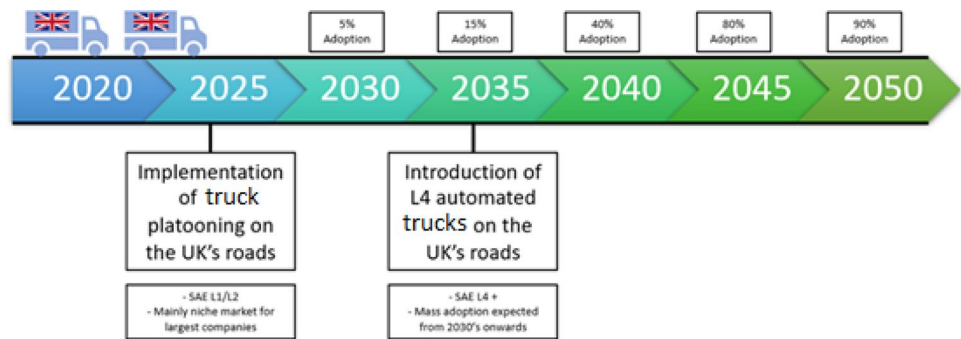 5%
Adoption
15%
Adoption
40%
Adoption
80%
Adoption
90%
Adoption
2020
2025
2030
2035
2040
2045
2050
Implementation
of truck
platooning on
the UK's roads
Introduction of
L4 automated
trucks on the
UK's roads
- SAE L1/L2
- Mainly niche market for
largest companies
- SAE L4 +
- Mass adoption expected
from 2030's onwards